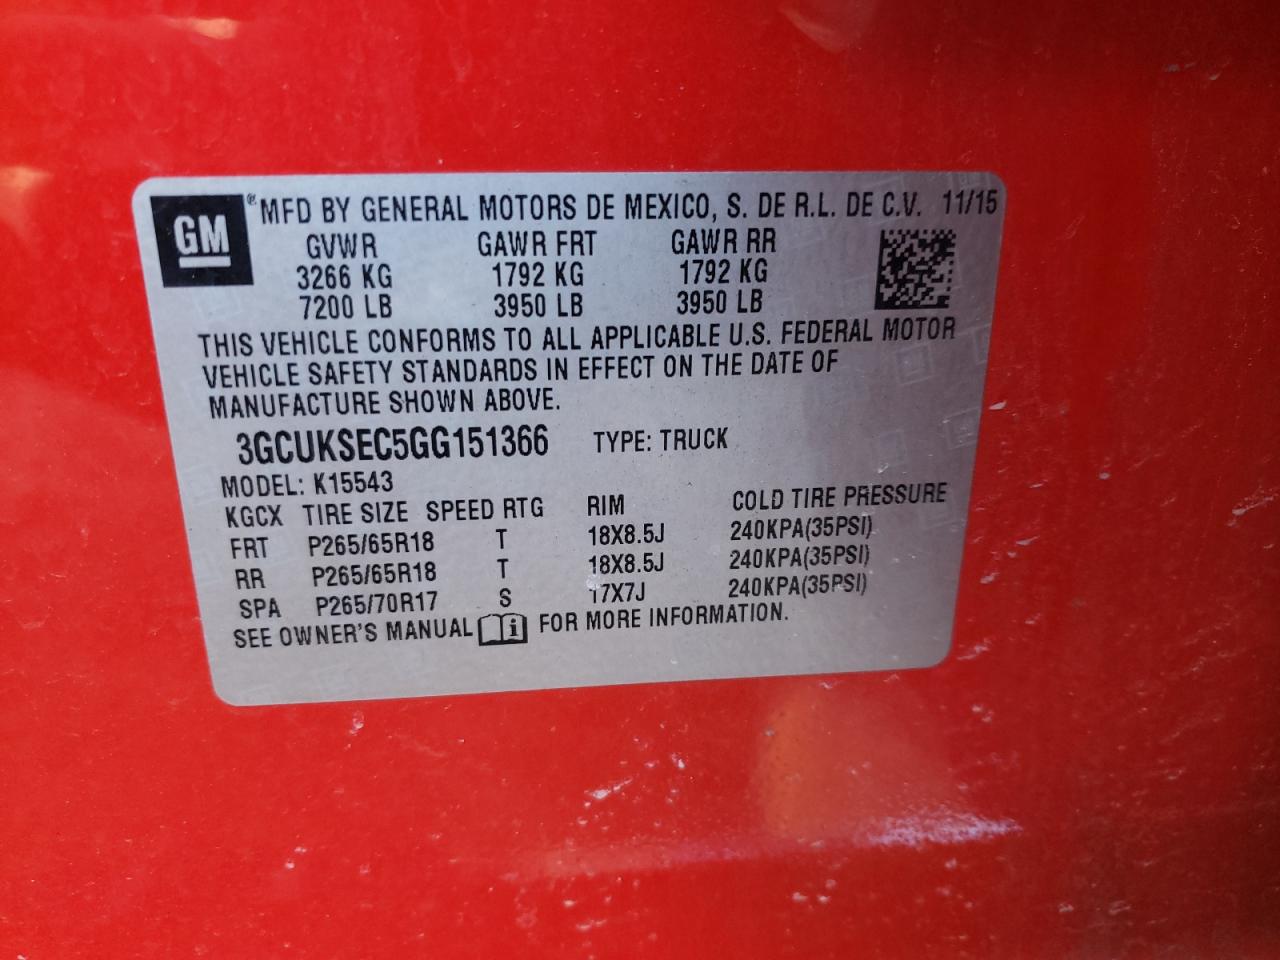 GM ® MFD BY GENERAL MOTORS DE MEXICO, S. DE R.L. DE C.V. 11/15
GVWR GAWR FRT GAWR RR
3266 KG 1792 KG 1792 KG
7200 LB 3950 LB 3950 LB
THIS VEHICLE CONFORMS TO ALL APPLICABLE U.S. FEDERAL MOTOR
VEHICLE SAFETY STANDARDS IN EFFECT ON THE DATE OF
MANUFACTURE SHOWN ABOVE.
3GCUKSEC5GG151366 TYPE: TRUCK
MODEL: K15543
KGCX TIRE SIZE SPEED RTG RIM COLD TIRE PRESSURE
FRT P265/65R18 T 18X8.5J 240KPA(35PSI)
RR P265/65R18 T 18X8.5J 240KPA(35PSI)
SPA P265/70R17 S 17X7J 240KPA(35PSI)
SEE OWNER'S MANUAL i FOR MORE INFORMATION.